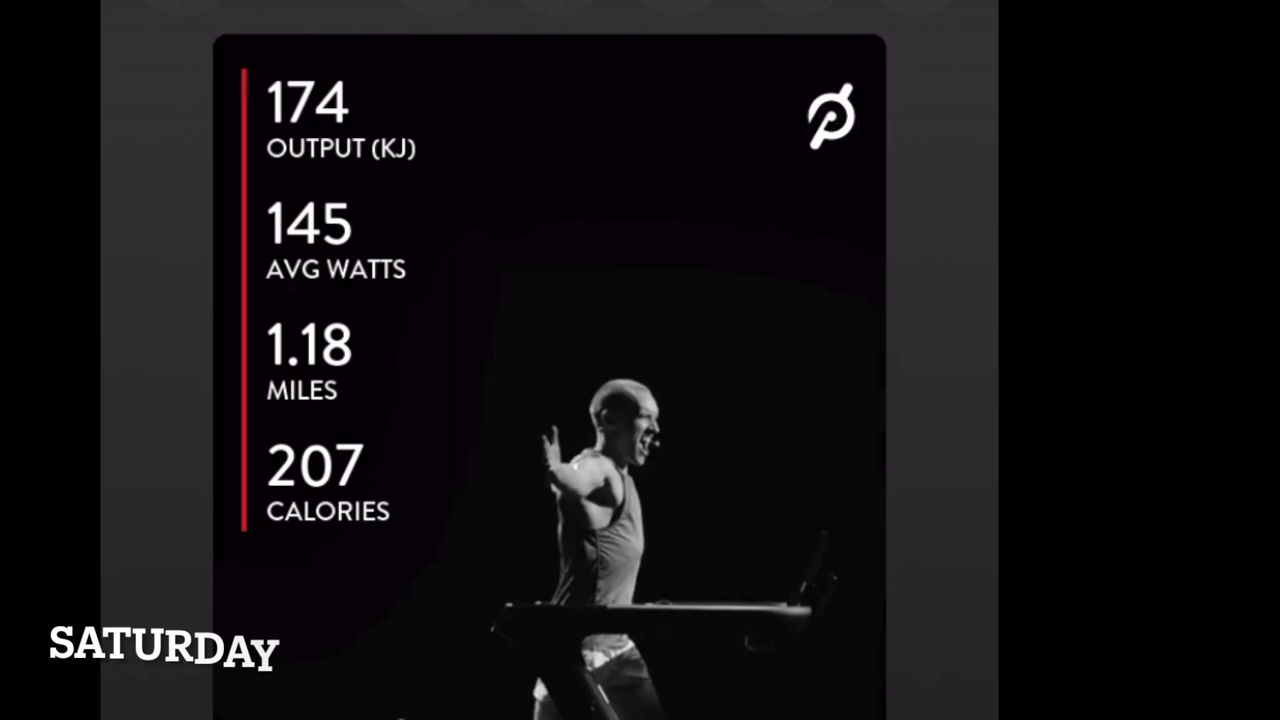 174
OUTPUT (KJ)
145
AVG WATTS
1.18
MILES
207
CALORIES
SATURDAY